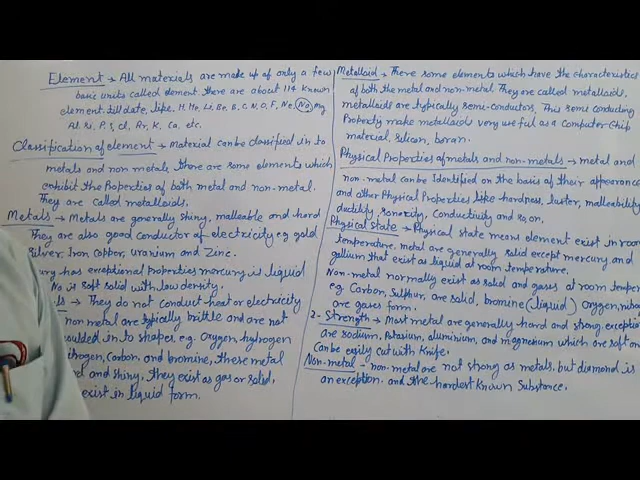 Element → All materials are make up of only a few
basic units called element. there are about 114 known
element till date, like. H, He, Li, Be, B, C, N, O, F, Ne, Na, mg
Al, Si, P, S, cl, Ar, K, Ca, etc.
Classification of element → Material can be classified in to
metals and non metals, there are some elements which
exhibit the Properties of both metal and non-metal.
They are called metalloids.
Metals → Metals are generally shiny, malleable and hard
They are also good conductor of electricity e.g gold
Silver, Iron, Copper, uranium and Zinc.
has exceptional properties mercury is liquid
Na is soft solid with low density.
→ They do not conduct heat or electricity
non metal are typically brittle and are not
in to shapes. e.g. oxygen, hydrogen
carbon and bromine, These metal
and shiny. They exist as gas or solid.
exist in liquid form.
Metalloid → There some elements which have the characteristics
of both the metal and non-metal. They are called metalloids.
metalloids are typically semi-conductors, This semi conducting
Property make metalloids very useful as a Computer chip
material, silicon, boran.
Physical Properties of metals and non-metals → metal and
non-metal can be Identified on the basis of their appearance
and other Physical Properties like hardness, luster, malleability
ductility, sonority, Conductivity and so, on.
Physical State → Physical state means element exist in room
temperature, metal are generally solid except mercury and
gallium that exist as liquid at room temperature.
Non-metal normally exist as solid and gases at room
e.g Carbon, Sulphur, are solid, bromine (liquid) oxygen,
are gases form.
2- Strength → Most metal are generally hard and strong
are sodium, Potasium, aluminium, and magnesium which are soft
Can be easily cut with Knife.
Non-metal → non-metal are not strong as metals, but diamond is
an exception. and the hardest Known Substance.